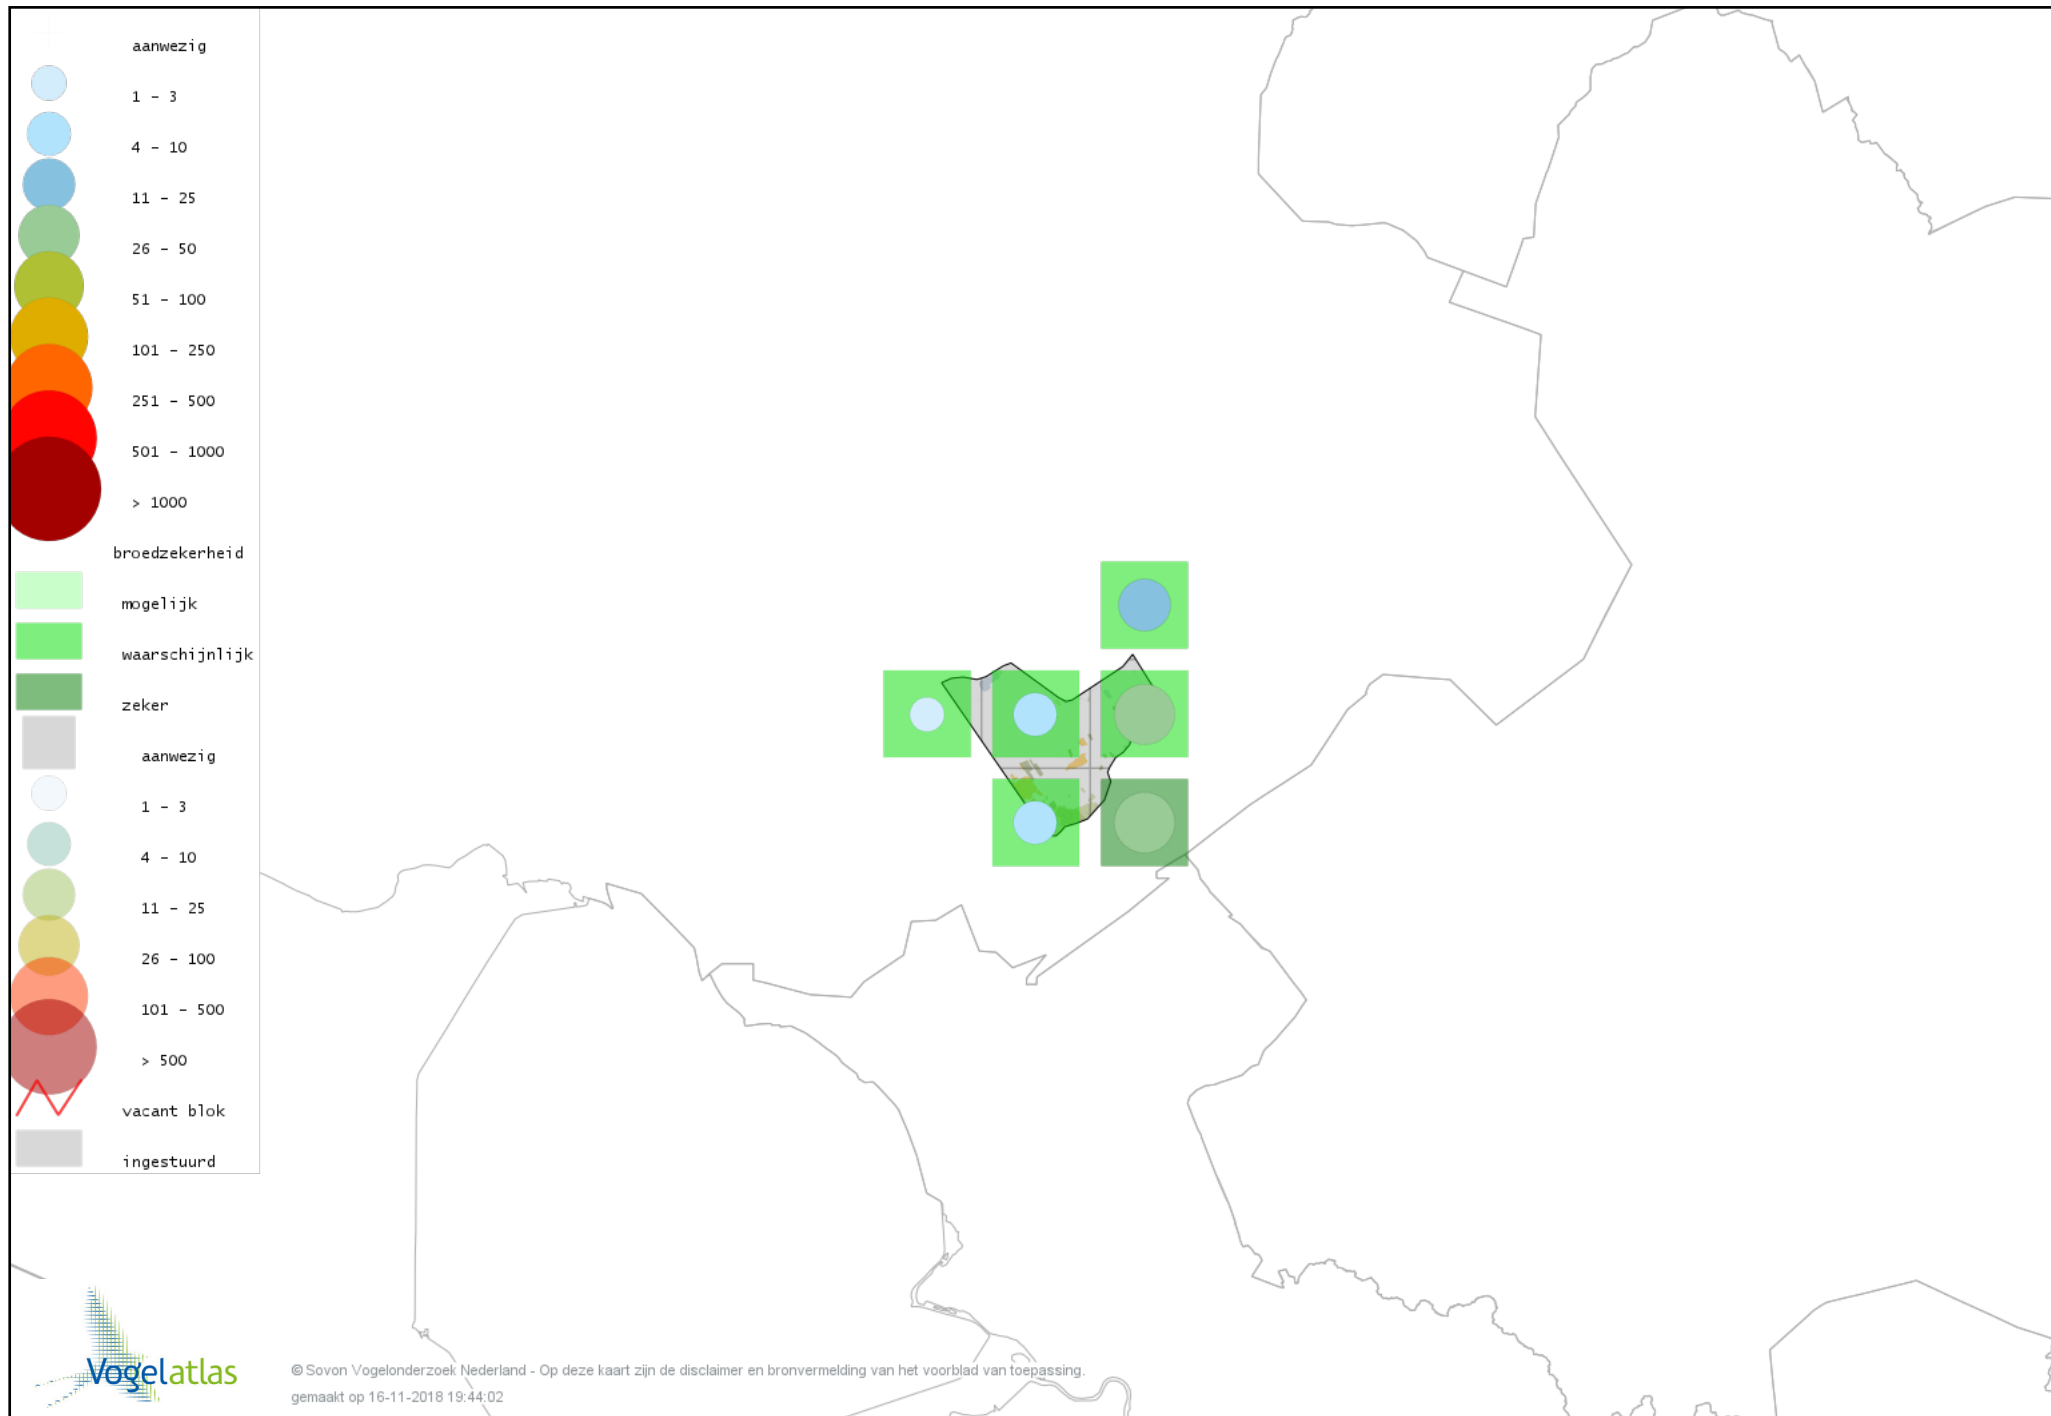 aanwezig
1 - 3
4 - 10
11 - 25
26 - 50
51 - 100
101 - 250
251 - 500
501 - 1000
> 1000
broedzekerheid
mogelijk
waarschijnlijk
zeker
aanwezig
1 - 3
4 - 10
11 - 25
26 - 100
101 - 500
> 500
vacant blok
ingestuurd
Vogelatlas
© Sovon Vogelonderzoek Nederland - Op deze kaart zijn de disclaimer en bronvermelding van het voorblad van toepassing.
gemaakt op 16-11-2018 19:44:02